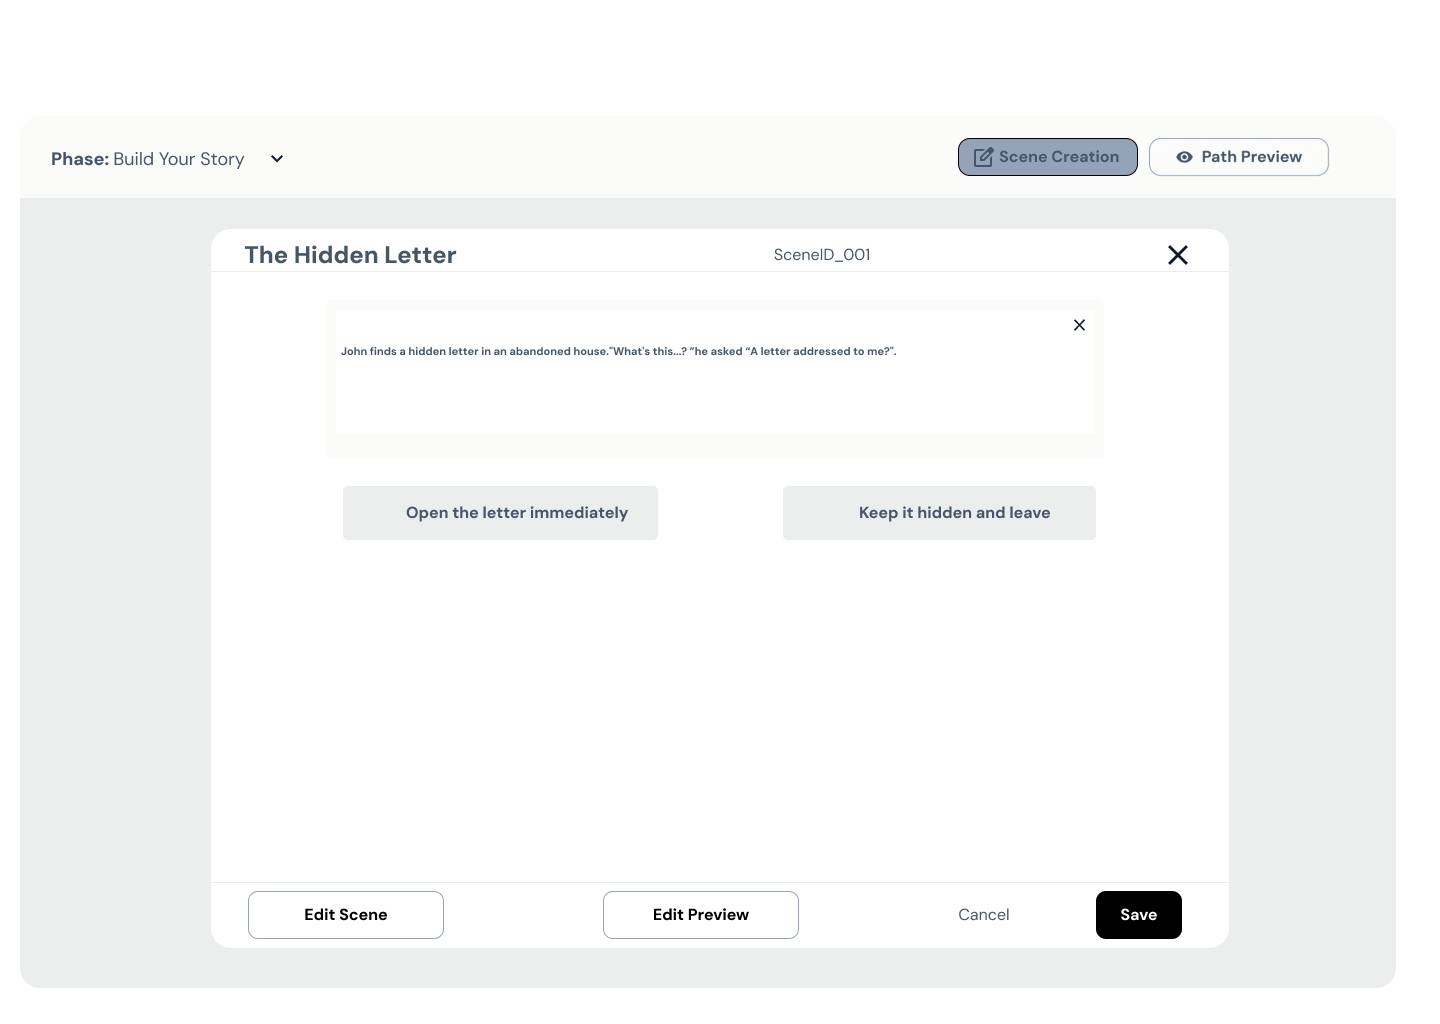 Phase: Build Your Story
Scene Creation
Path Preview
The Hidden Letter
SceneID_001
John finds a hidden letter in an abandoned house."What's this...? ”he asked “A letter addressed to me?".
Open the letter immediately
Keep it hidden and leave
Edit Scene
Edit Preview
Cancel
Save